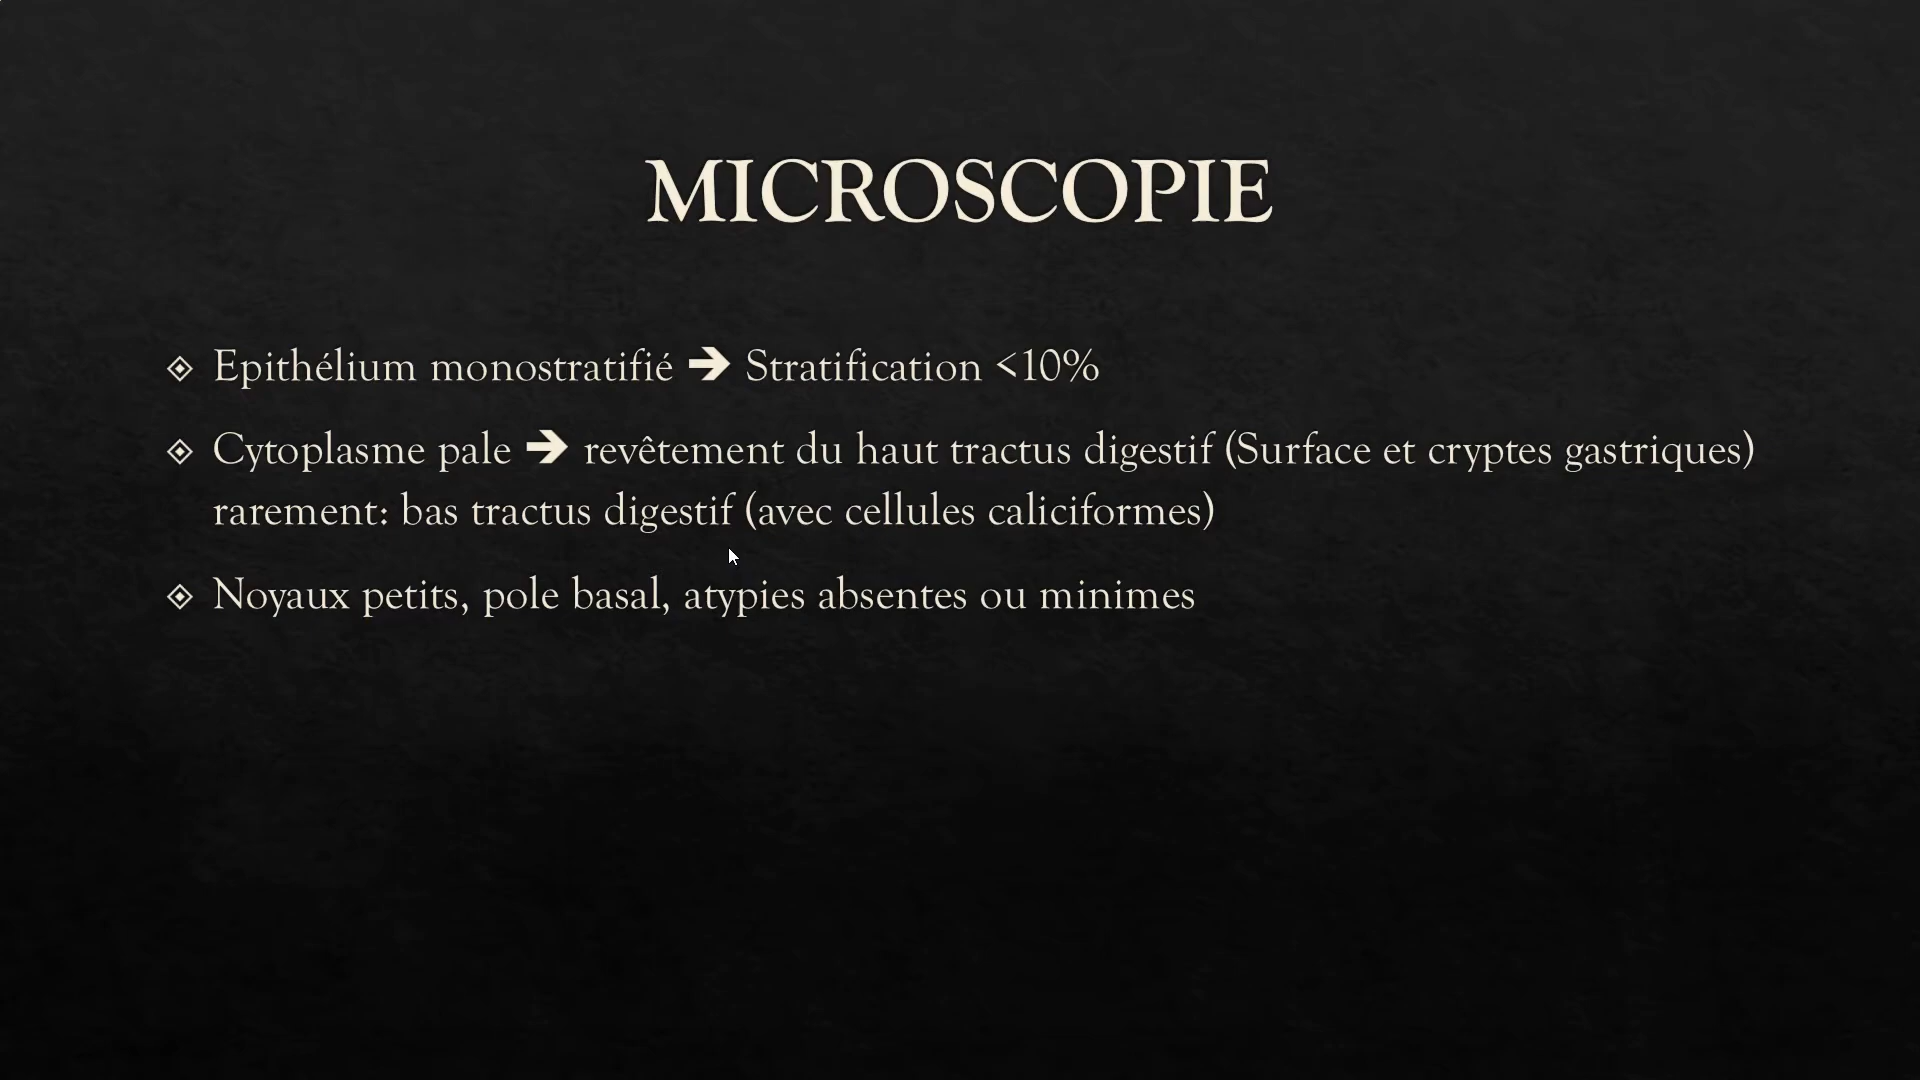 MICROSCOPIE
Epithélium monostratifié ➔ Stratification <10%
Cytoplasme pale ➔ revêtement du haut tractus digestif (Surface et cryptes gastriques)
rarement: bas tractus digestif (avec cellules caliciformes)
Noyaux petits, pole basal, atypies absentes ou minimes